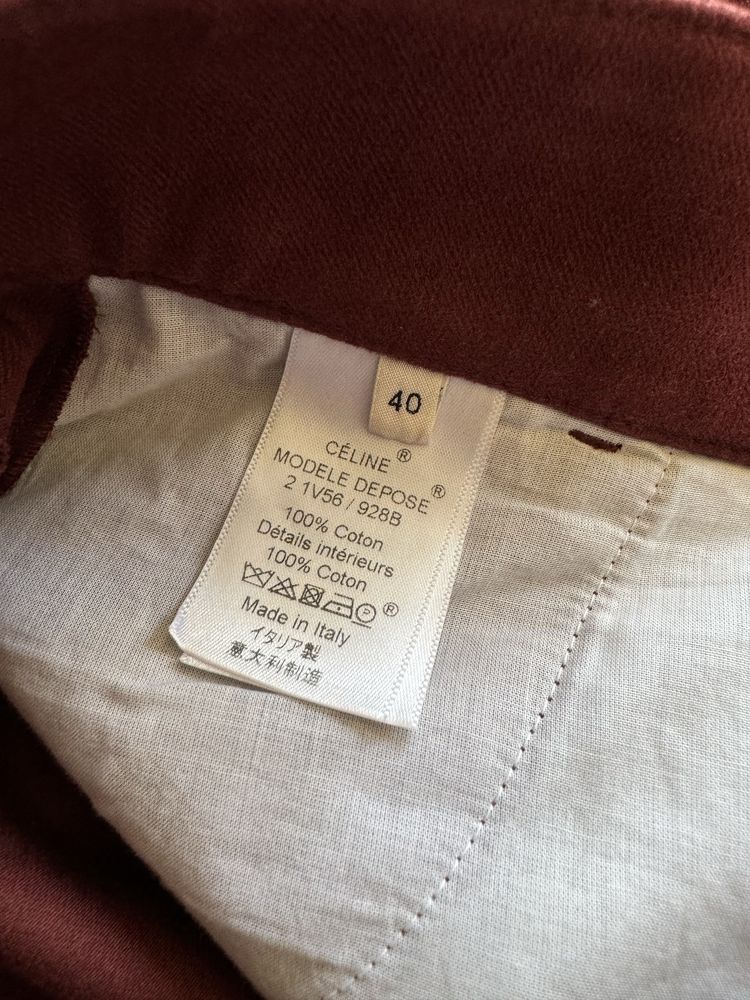 40
CÉLINE ®
MODELE DEPOSE ®
2 1V56 / 928B
100% Coton
Détails intérieurs
100% Coton
P ®
Made in Italy
イタリア製
意大利制造